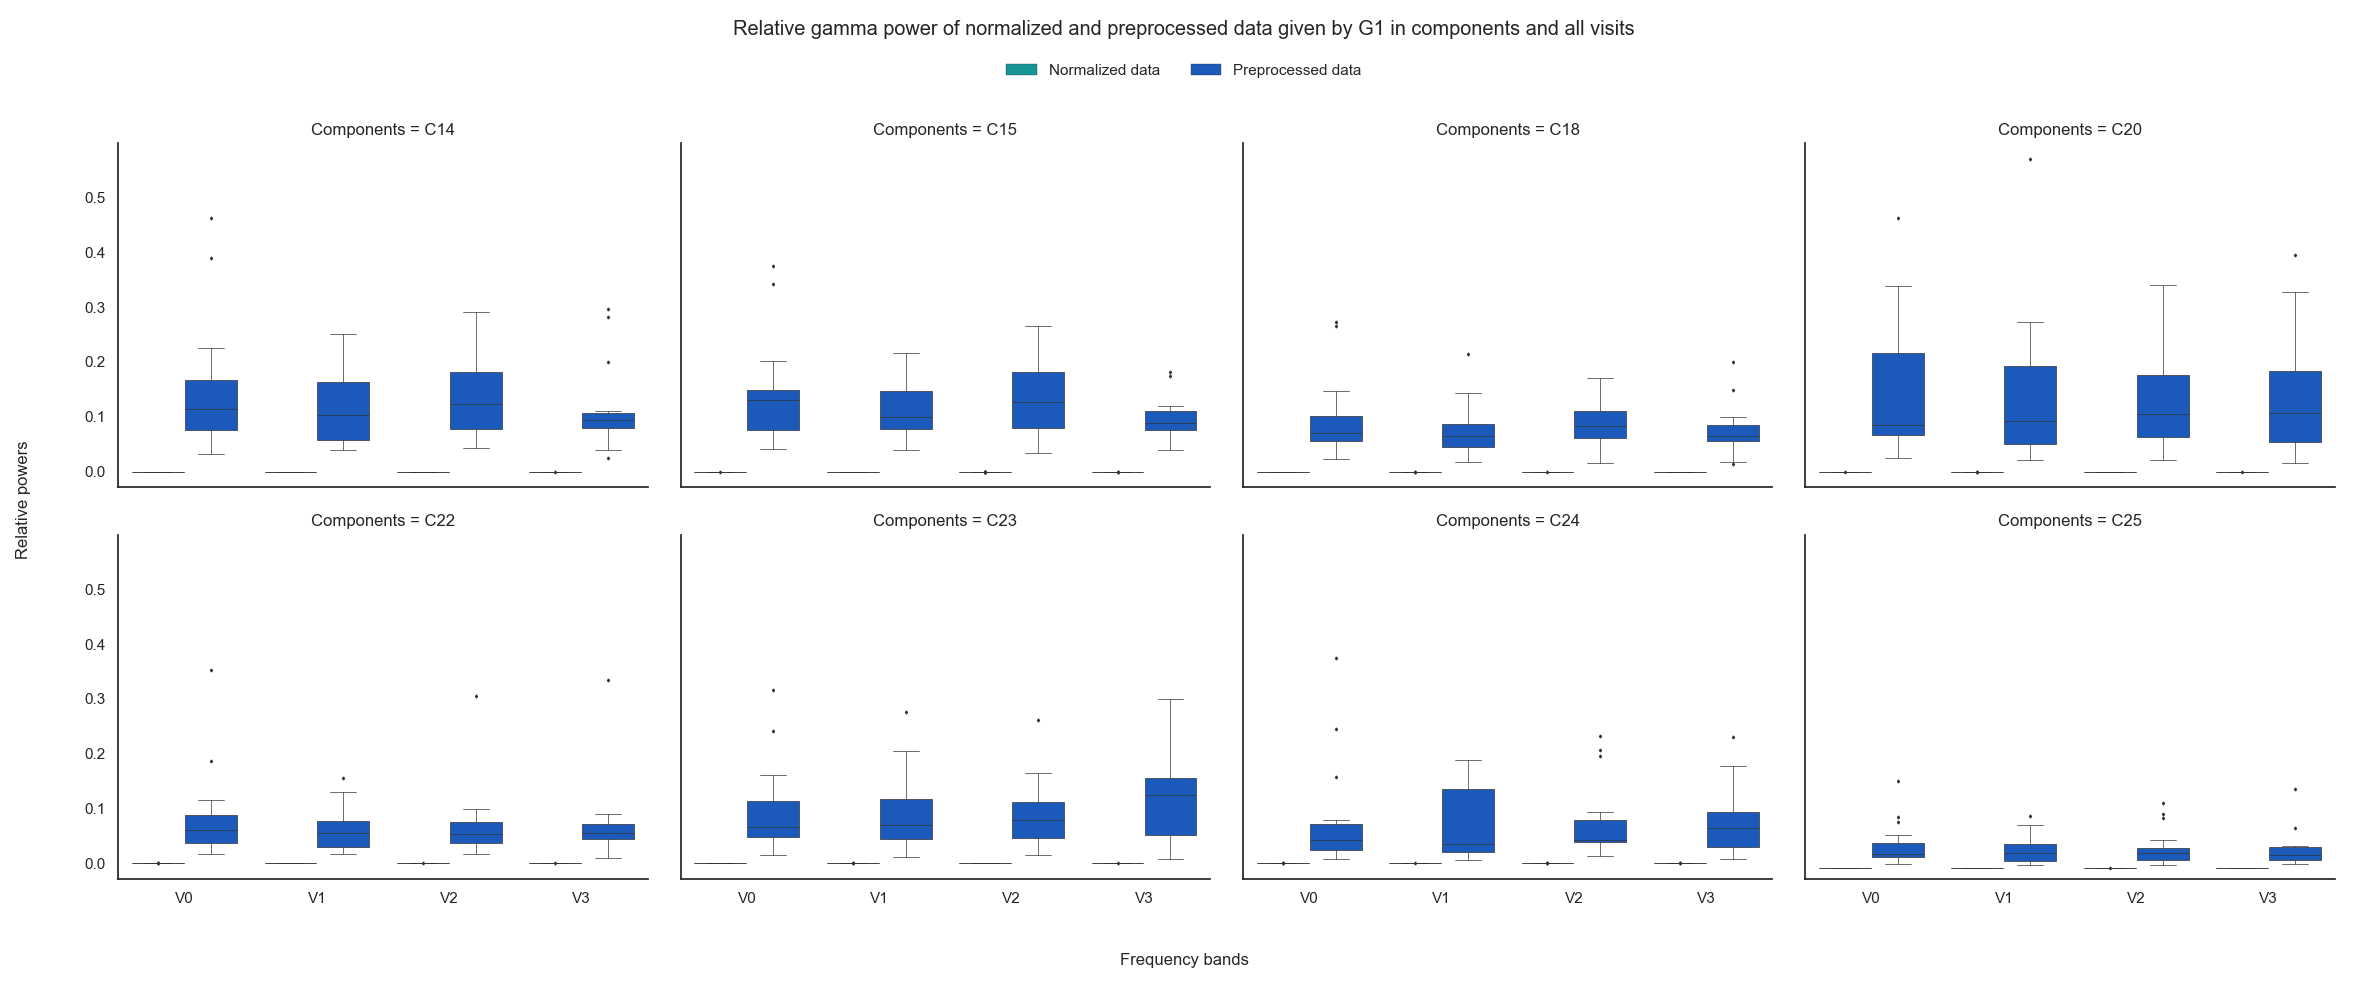 Relative gamma power of normalized and preprocessed data given by G1 in components and all visits
Normalized data Preprocessed data
Components = C14 Components = C15 Components = C18 Components = C20
0.5
0.4
0.3
0.2
0.1
0.0
Relative powers
Components = C22 Components = C23 Components = C24 Components = C25
0.5
0.4
0.3
0.2
0.1
0.0
V0 V1 V2 V3 V0 V1 V2 V3 V0 V1 V2 V3 V0 V1 V2 V3
Frequency bands